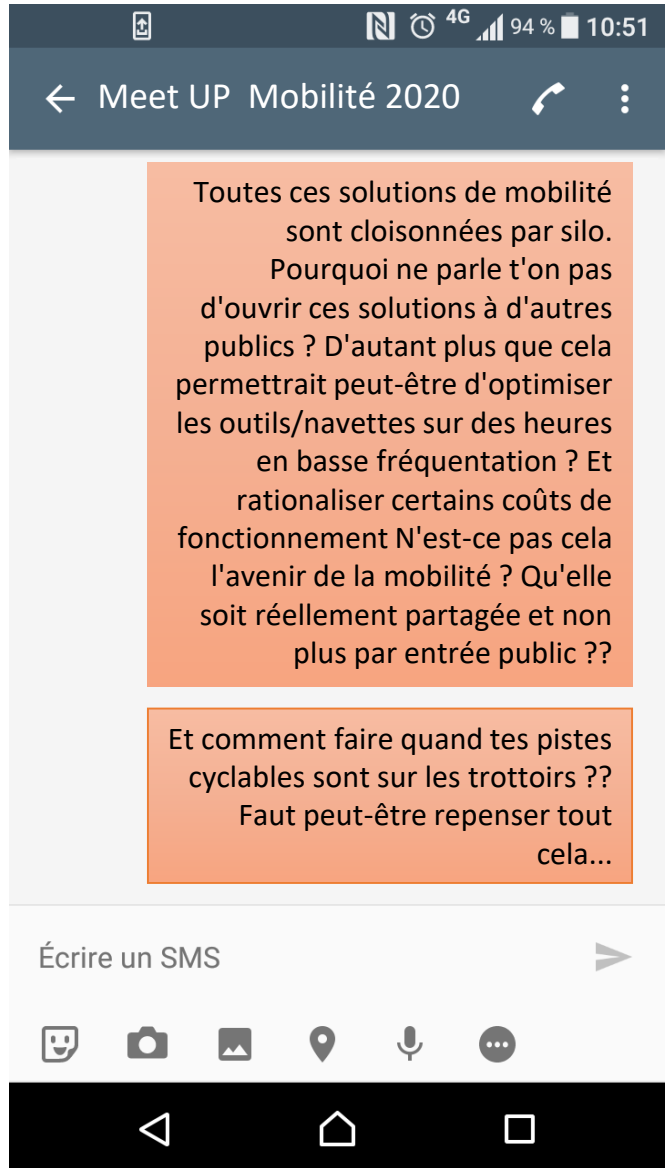 4G 94 % 10:51
Meet UP Mobilité 2020
Toutes ces solutions de mobilité
sont cloisonnées par silo.
Pourquoi ne parle t'on pas
d'ouvrir ces solutions à d'autres
publics ? D'autant plus que cela
permettrait peut-être d'optimiser
les outils/navettes sur des heures
en basse fréquentation ? Et
rationaliser certains coûts de
fonctionnement N'est-ce pas cela
l'avenir de la mobilité ? Qu'elle
soit réellement partagée et non
plus par entrée public ??
Et comment faire quand tes pistes
cyclables sont sur les trottoirs ??
Faut peut-être repenser tout
cela...
Écrire un SMS